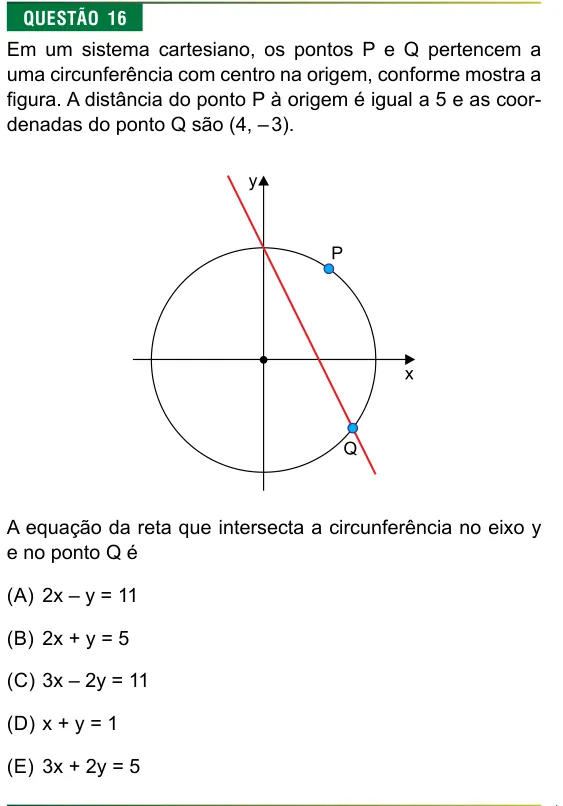 QUESTÃO 16
Em um sistema cartesiano, os pontos P e Q pertencem a
uma circunferência com centro na origem, conforme mostra a
figura. A distância do ponto P à origem é igual a 5 e as coor-
denadas do ponto Q são (4, –3).
y
P
x
Q
A equação da reta que intersecta a circunferência no eixo y
e no ponto Q é
(A) 2x – y = 11
(B) 2x + y = 5
(C) 3x – 2y = 11
(D) x + y = 1
(E) 3x + 2y = 5